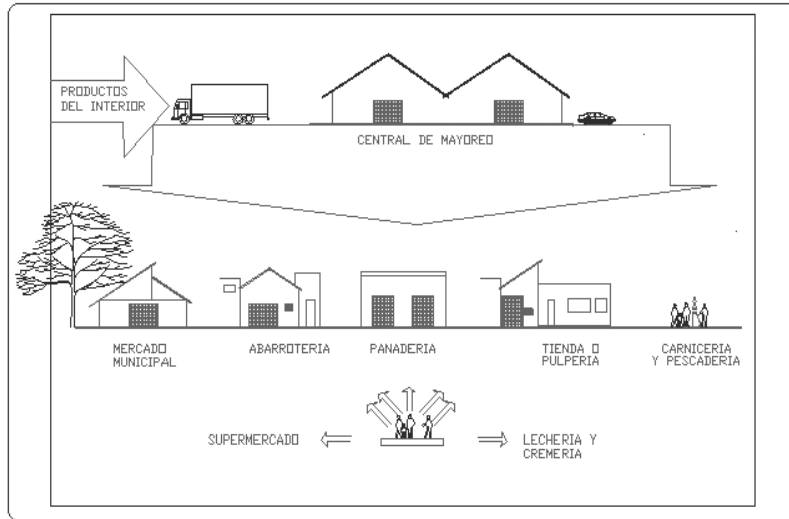 PRODUCTOS
DEL INTERIOR
CENTRAL DE MAYOREO
MERCADO
MUNICIPAL
ABARROTERIA
PANADERIA
TIENDA O
PULPERIA
CARNICERIA
Y PESCADERIA
SUPERMERCADO
LECHERIA Y
CREMERIA